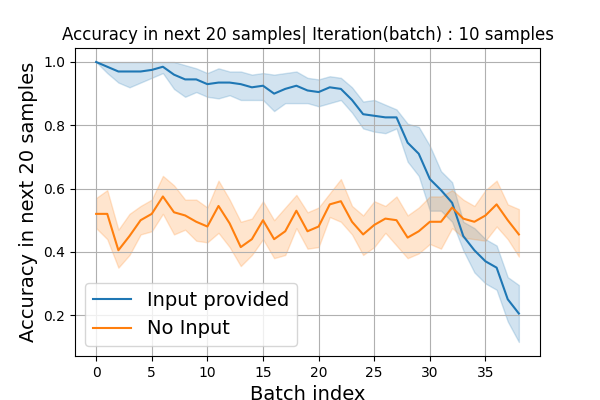 Accuracy in next 20 samples| Iteration(batch) : 10 samples
1.0
0.8
0.6
0.4
0.2
Accuracy in next 20 samples
Input provided
No Input
0 5 10 15 20 25 30 35
Batch index